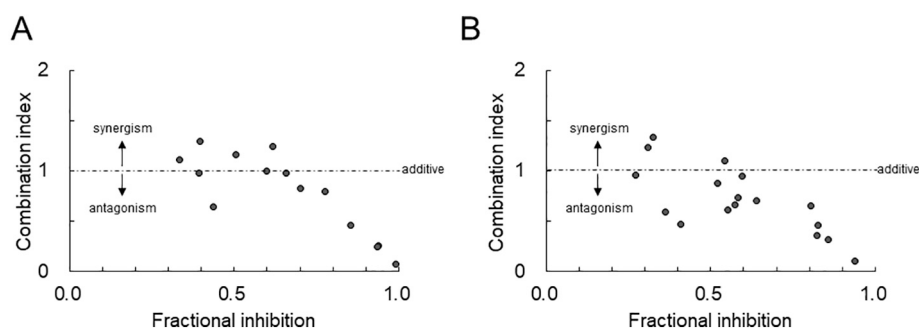 A
Combination index
2
1
0
synergism
antagonism
additive
0.0
0.5
1.0
Fractional inhibition
B
Combination index
2
1
0
synergism
antagonism
additive
0.0
0.5
1.0
Fractional inhibition